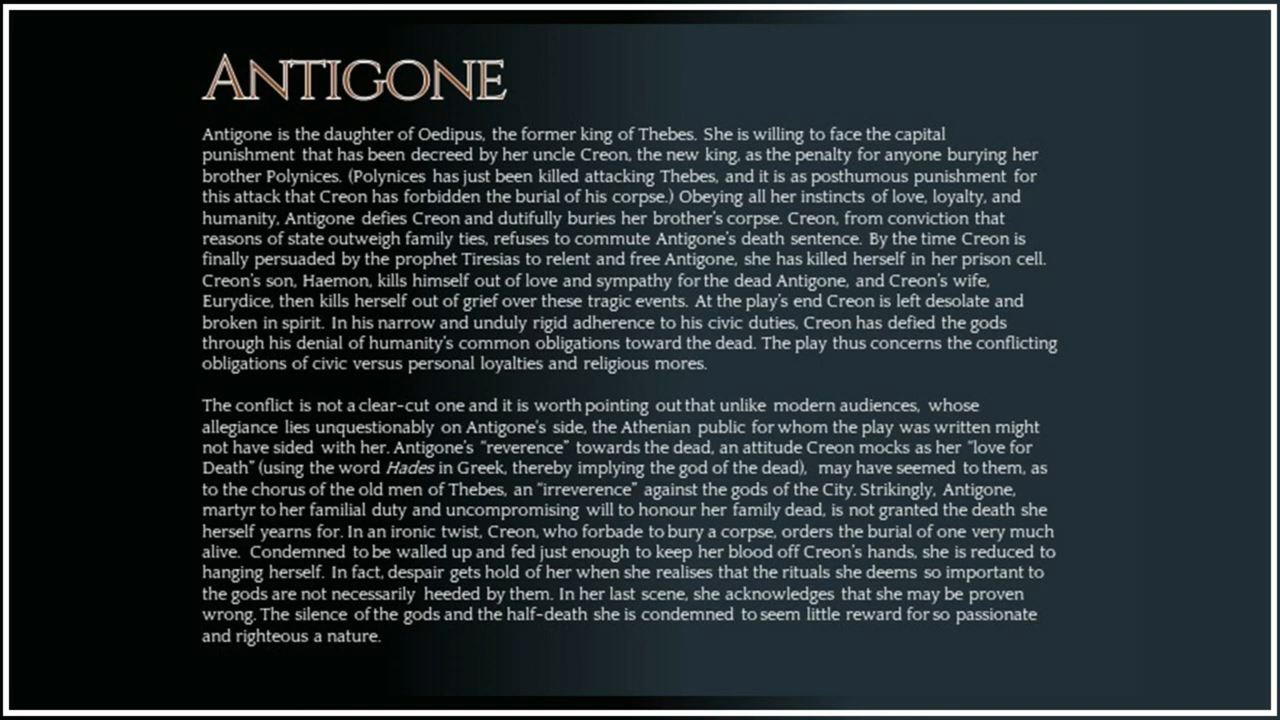 ANTIGONE
Antigone is the daughter of Oedipus, the former king of Thebes. She is willing to face the capital
punishment that has been decreed by her uncle Creon, the new king, as the penalty for anyone burying her
brother Polynices. (Polynices has just been killed attacking Thebes, and it is as posthumous punishment for
this attack that Creon has forbidden the burial of his corpse.) Obeying all her instincts of love, loyalty, and
humanity, Antigone defies Creon and dutifully buries her brother's corpse. Creon, from conviction that
reasons of state outweigh family ties, refuses to commute Antigone's death sentence. By the time Creon is
finally persuaded by the prophet Tiresias to relent and free Antigone, she has killed herself in her prison cell.
Creon's son, Haemon, kills himself out of love and sympathy for the dead Antigone, and Creon's wife,
Eurydice, then kills herself out of grief over these tragic events. At the play's end Creon is left desolate and
broken in spirit. In his narrow and unduly rigid adherence to his civic duties, Creon has defied the gods
through his denial of humanity's common obligations toward the dead. The play thus concerns the conflicting
obligations of civic versus personal loyalties and religious mores.
The conflict is not a clear-cut one and it is worth pointing out that unlike modern audiences, whose
allegiance lies unquestionably on Antigone's side, the Athenian public for whom the play was written might
not have sided with her. Antigone's “reverence” towards the dead, an attitude Creon mocks as her “love for
Death” (using the word Hades in Greek, thereby implying the god of the dead), may have seemed to them, as
to the chorus of the old men of Thebes, an “irreverence” against the gods of the City. Strikingly, Antigone,
martyr to her familial duty and uncompromising will to honour her family dead, is not granted the death she
herself yearns for. In an ironic twist, Creon, who forbade to bury a corpse, orders the burial of one very much
alive. Condemned to be walled up and fed just enough to keep her blood off Creon's hands, she is reduced to
hanging herself. In fact, despair gets hold of her when she realises that the rituals she deems so important to
the gods are not necessarily heeded by them. In her last scene, she acknowledges that she may be proven
wrong. The silence of the gods and the half-death she is condemned to seem little reward for so passionate
and righteous a nature.